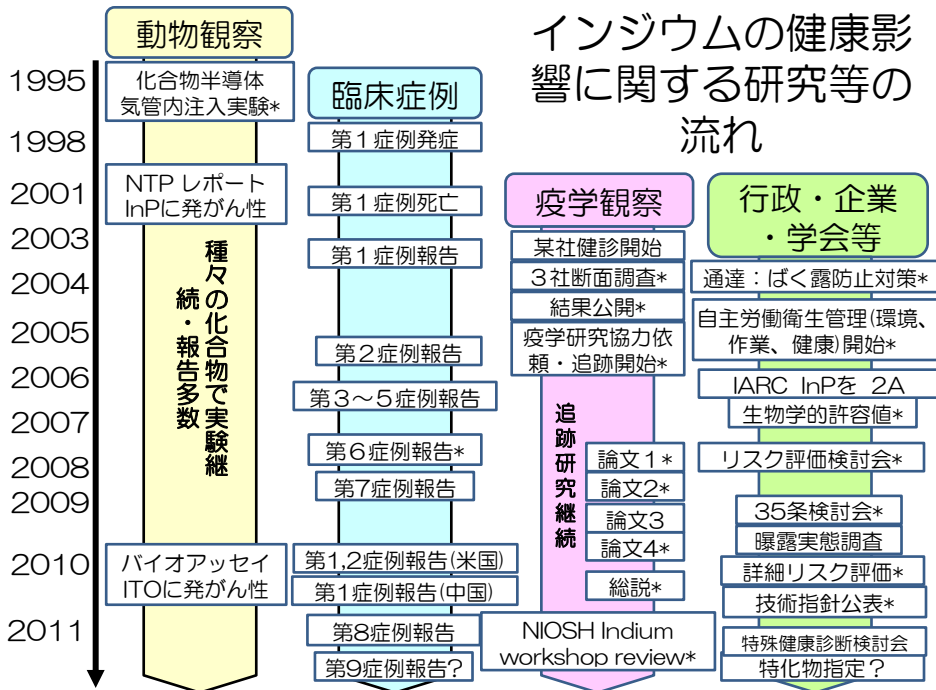 インジウムの健康影
響に関する研究等の
流れ
1995
1998
2001
2003
2004
2005
2006
2007
2008
2009
2010
2011
動物観察
化合物半導体
気管内注入実験*
NTP レポート
InPに発がん性
種々の化合物で実験継
続・報告多数
バイオアッセイ
ITOに発がん性
臨床症例
第１症例発症
第１症例死亡
第１症例報告
第２症例報告
第３～５症例報告
第６症例報告*
第7症例報告
第1,2症例報告(米国)
第1症例報告(中国)
第８症例報告
第9症例報告?
疫学観察
某社健診開始
３社断面調査*
結果公開*
疫学研究協力依
頼・追跡開始*
追跡研究継続
論文１*
論文2*
論文3
論文4*
総説*
NIOSH Indium
workshop review*
行政・企業
・学会等
通達：ばく露防止対策*
自主労働衛生管理(環境、
作業、健康)開始*
IARC InPを 2A
生物学的許容値*
リスク評価検討会*
35条検討会*
曝露実態調査
詳細リスク評価*
技術指針公表*
特殊健康診断検討会
特化物指定？